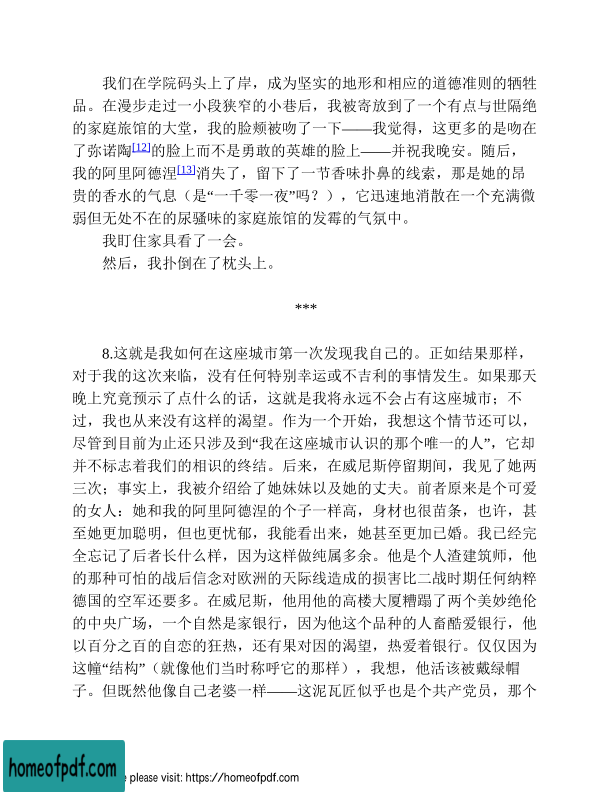 我们在学院码头上了岸，成为坚实的地形和相应的道德准则的牺牲
品。在漫步走过一小段狭窄的小巷后，我被寄放到了一个有点与世隔绝
的家庭旅馆的大堂，我的脸颊被吻了一下——我觉得，这更多的是吻在
了弥诺陶[12]的脸上而不是勇敢的英雄的脸上——并祝我晚安。随后，
我的阿里阿德涅[13]消失了，留下了一节香味扑鼻的线索，那是她的昂
贵的香水的气息（是“一千零一夜”吗？），它迅速地消散在一个充满微
弱但无处不在的尿骚味的家庭旅馆的发霉的气氛中。
我盯住家具看了一会。
然后，我扑倒在了枕头上。
***
8.这就是我如何在这座城市第一次发现我自己的。正如结果那样，
对于我的这次来临，没有任何特别幸运或不吉利的事情发生。如果那天
晚上究竟预示了点什么的话，这就是我将永远不会占有这座城市；不
过，我也从来没有这样的渴望。作为一个开始，我想这个情节还可以，
尽管到目前为止还只涉及到“我在这座城市认识的那个唯一的人”，它却
并不标志着我们的相识的终结。后来，在威尼斯停留期间，我见了她两
三次；事实上，我被介绍给了她妹妹以及她的丈夫。前者原来是个可爱
的女人：她和我的阿里阿德涅的个子一样高，身材也很苗条，也许，甚
至她更加聪明，但也更忧郁，我能看出来，她甚至更加已婚。我已经完
全忘记了后者长什么样，因为这样做纯属多余。他是个人渣建筑师，他
的那种可怕的战后信念对欧洲的天际线造成的损害比二战时期任何纳粹
德国的空军还要多。在威尼斯，他用他的高楼大厦糟蹋了两个美妙绝伦
的中央广场，一个自然是家银行，因为他这个品种的人畜酷爱银行，他
以百分之百的自恋的狂热，还有果对因的渴望，热爱着银行。仅仅因为
这幢“结构”（就像他们当时称呼它的那样），我想，他活该被戴绿帽
子。但既然他像自己老婆一样——这泥瓦匠似乎也是个共产党员，那个
homeofpdf.com
e please visit: https://homeofpdf.com